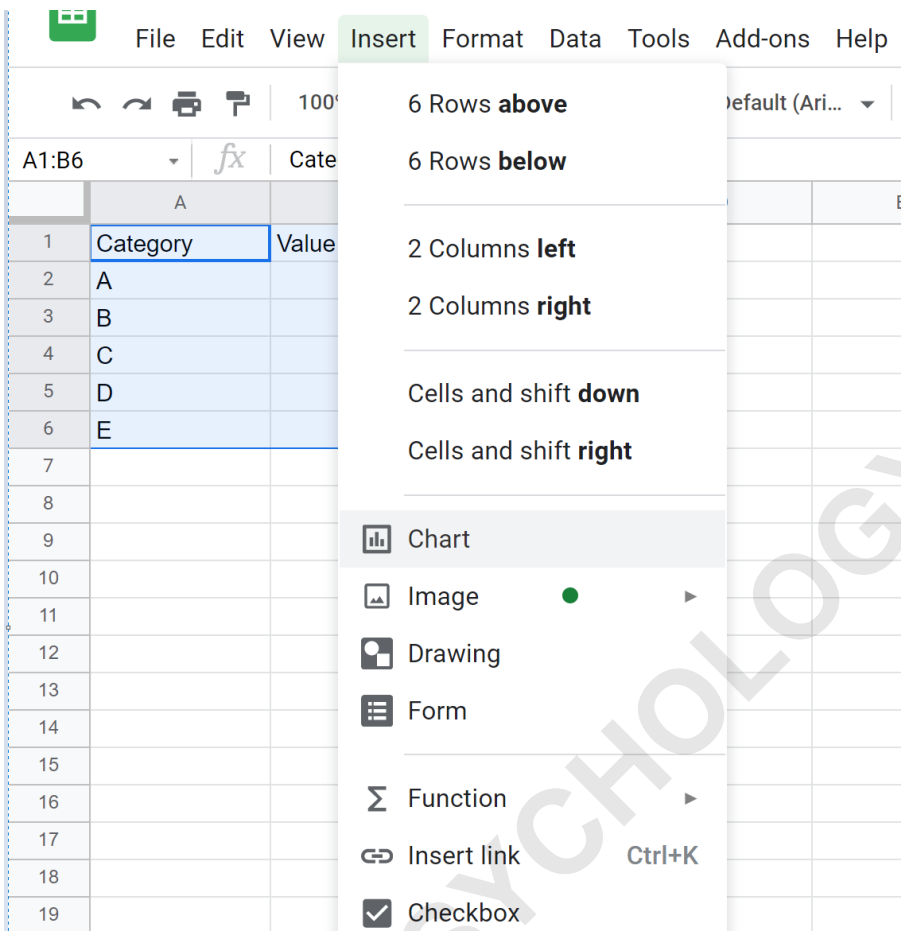 File Edit View Insert Format Data Tools Add-ons Help
100%
6 Rows above
6 Rows below
2 Columns left
2 Columns right
Cells and shift down
Cells and shift right
Chart
Image
Drawing
Form
Function
Insert link Ctrl+K
Checkbox
Default (Ari...
A1:B6 fx Cate
A
1 Category Value
2 A
3 B
4 C
5 D
6 E
7
8
9
10
11
12
13
14
15
16
17
18
19
PSYCHOLOGY